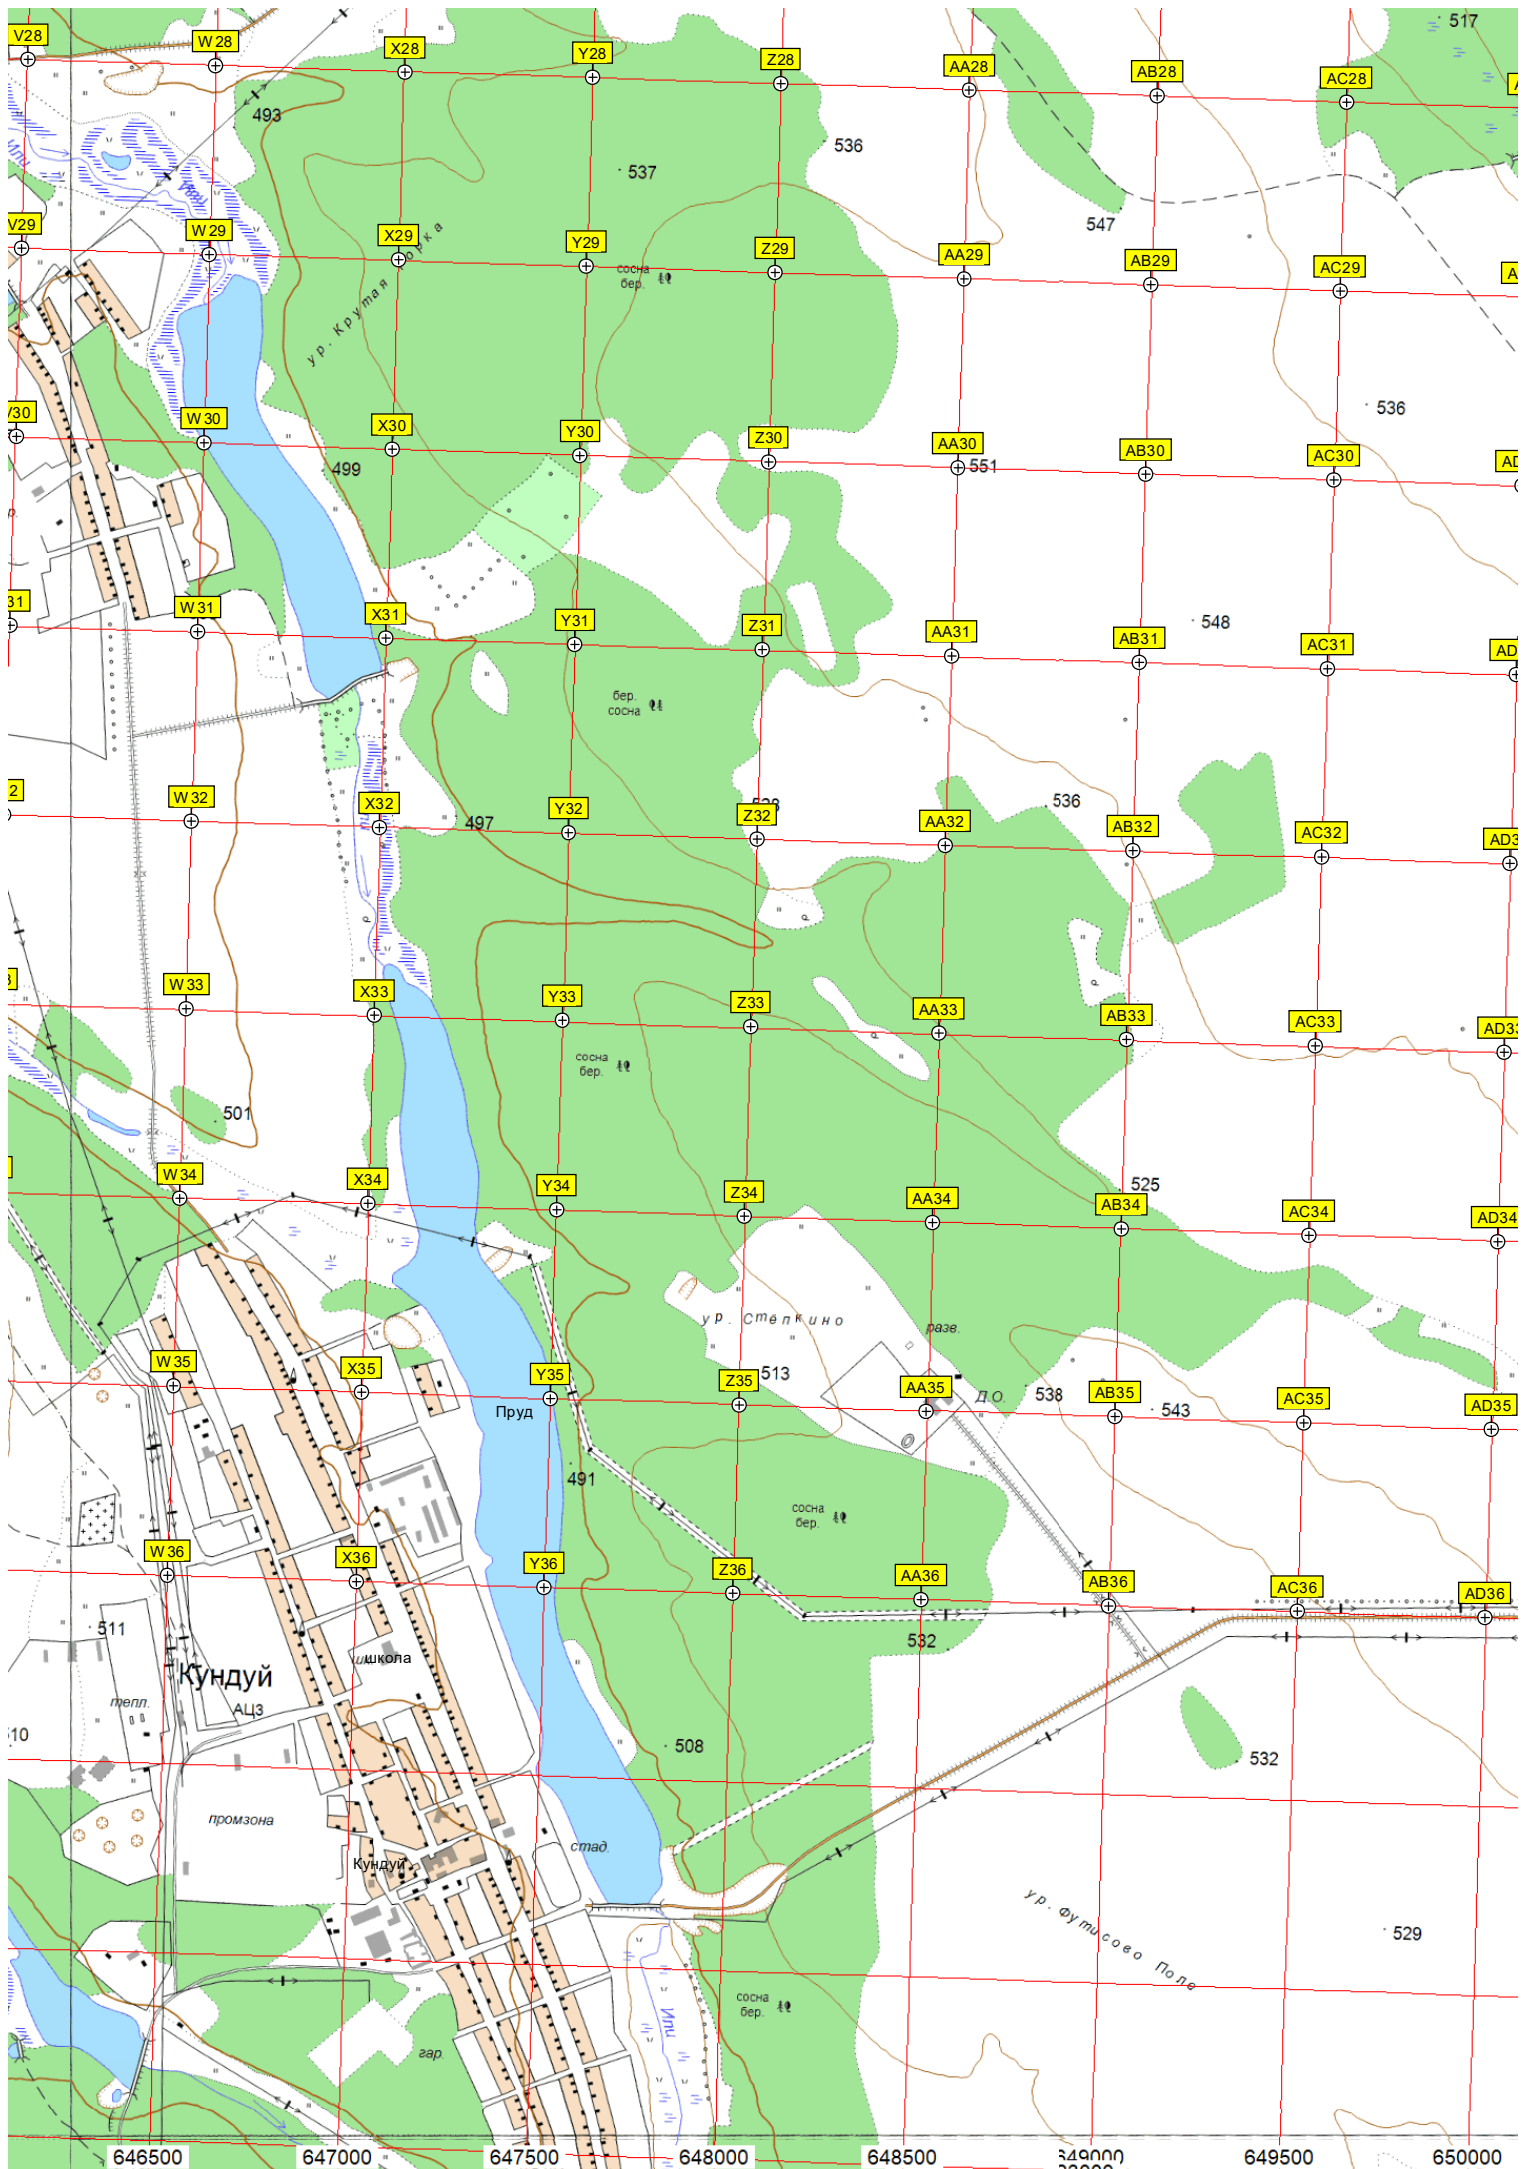 517
V28
W28
X28
Y28
Z28
AA28
AB28
AC28
493
536
537
Или
547
V29
W29
X29
Y29
Z29
AA29
AB29
AC29
ур. Крутая Горка
сосна
бер.
536
W30
X30
Y30
Z30
AA30
AB30
AC30
499
551
W31
X31
Y31
Z31
AA31
AB31
AC31
548
бер.
сосна
W32
X32
Y32
Z32
AA32
AB32
AC32
497
536
W33
X33
Y33
Z33
AA33
AB33
AC33
AD33
сосна
бер.
501
W34
X34
Y34
Z34
AA34
AB34
AC34
AD34
525
ур. Стёпкино
разв.
W35
X35
Y35
Z35
AA35
AB35
AC35
AD35
513
538
Д.О.
543
Пруд
491
сосна
бер.
W36
X36
Y36
Z36
AA36
AB36
AC36
AD36
511
532
школа
Кундуй
тепл.
АЦЗ
508
532
промзона
стад.
Кундуй
ур. Футисово Поле
529
сосна
бер.
Или
гар.
646500
647000
647500
648000
648500
649000
649500
650000